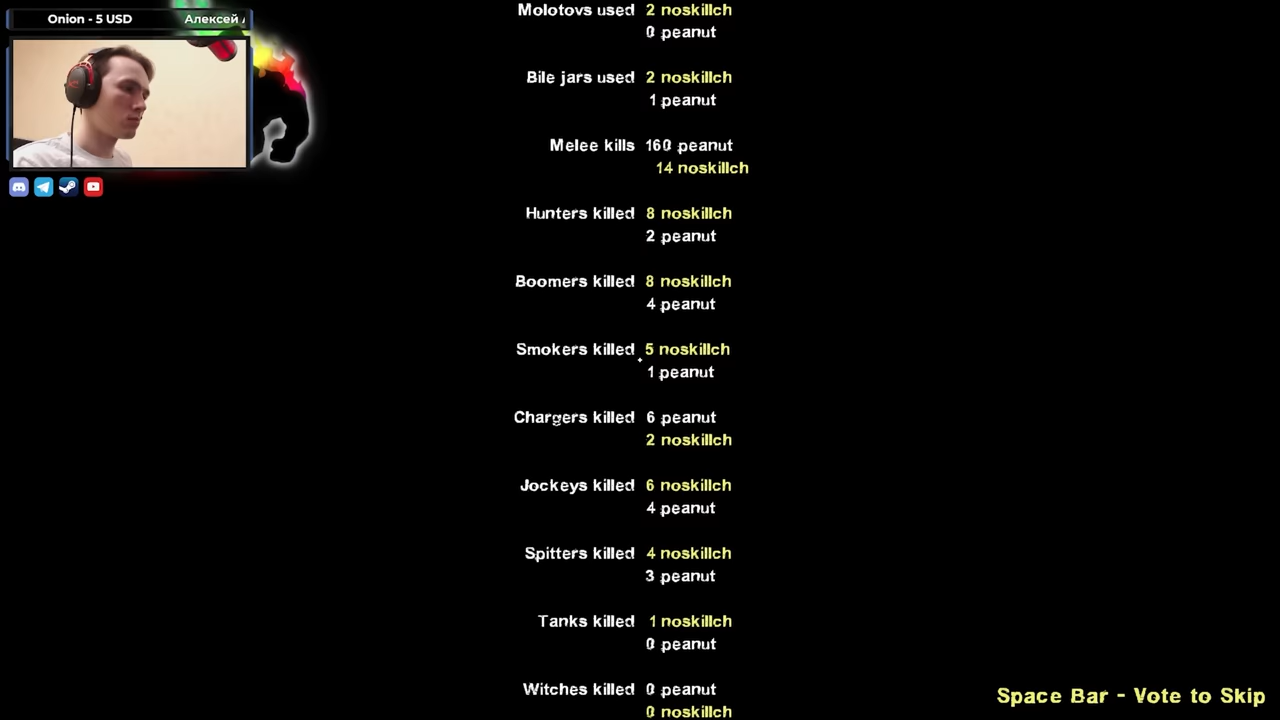 Onion - 5 USD Алексей
Molotovs used 2 noskillch
0 peanut
Bile jars used 2 noskillch
1 peanut
Melee kills 160 peanut
14 noskillch
Hunters killed 8 noskillch
2 peanut
Boomers killed 8 noskillch
4 peanut
Smokers killed 5 noskillch
1 peanut
Chargers killed 6 peanut
2 noskillch
Jockeys killed 6 noskillch
4 peanut
Spitters killed 4 noskillch
3 peanut
Tanks killed 1 noskillch
0 peanut
Witches killed 0 peanut
0 noskillch
Space Bar - Vote to Skip